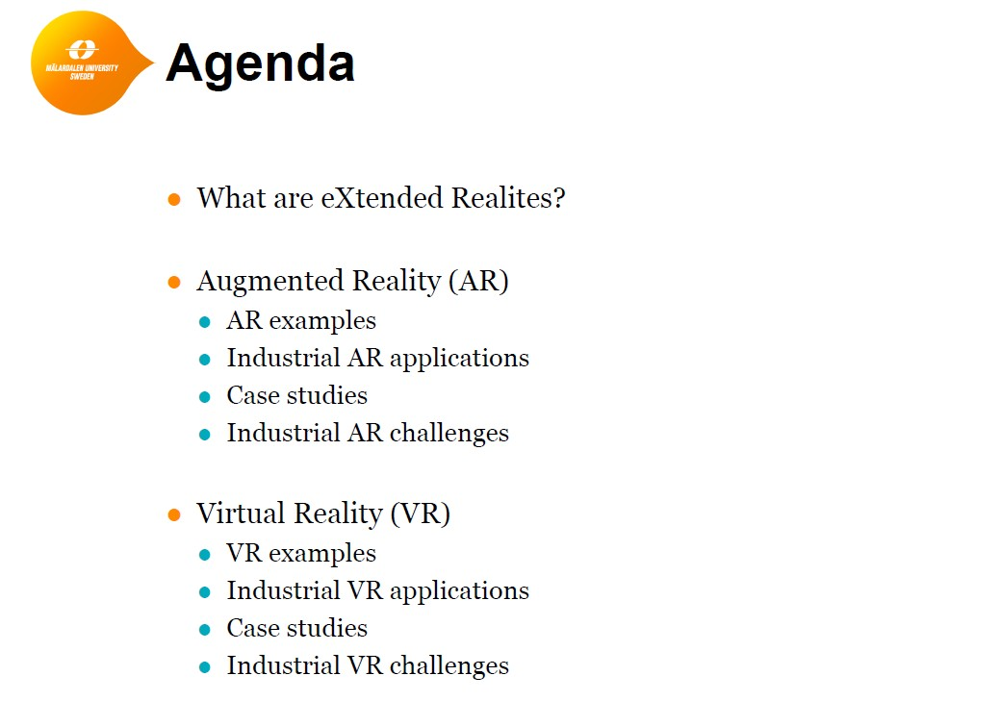 MÄLARDALEN UNIVERSITY
SWEDEN
Agenda
What are eXtended Realites?
Augmented Reality (AR)
AR examples
Industrial AR applications
Case studies
Industrial AR challenges
Virtual Reality (VR)
VR examples
Industrial VR applications
Case studies
Industrial VR challenges